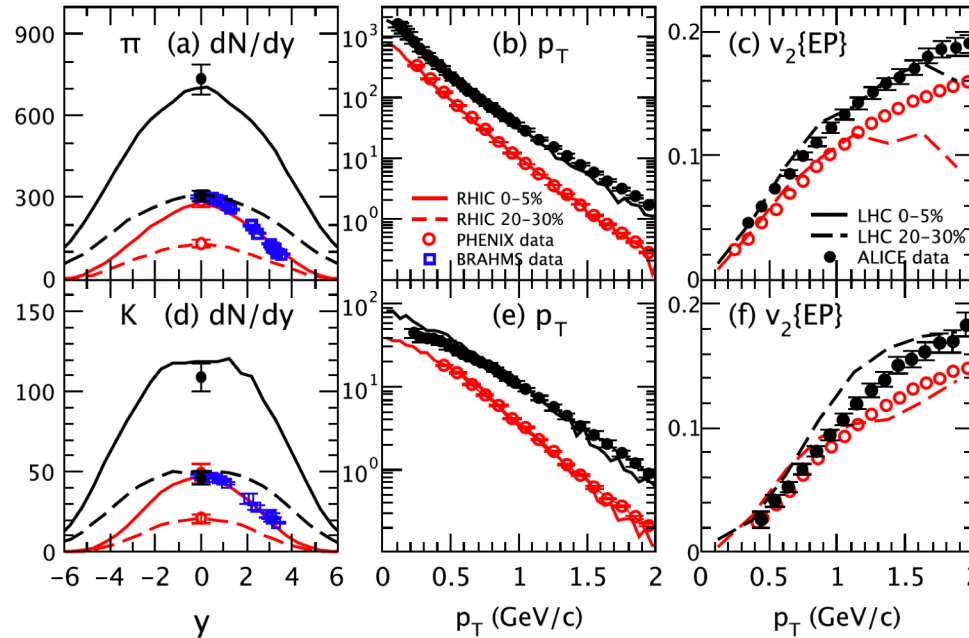 900
600
300
0
π (a) dN/dy
10³
10²
10¹
10⁰
(b) p_T
RHIC 0-5%
RHIC 20-30%
PHENIX data
BRAHMS data
0.2
0.1
0
(c) v₂{EP}
LHC 0-5%
LHC 20-30%
ALICE data
150
100
50
0
K (d) dN/dy
10²
10¹
10⁰
(e) p_T
0.2
0.1
0
(f) v₂{EP}
-6 -4 -2 0 2 4 6
y
0 0.5 1 1.5 2
p_T (GeV/c)
0 0.5 1 1.5 2
p_T (GeV/c)